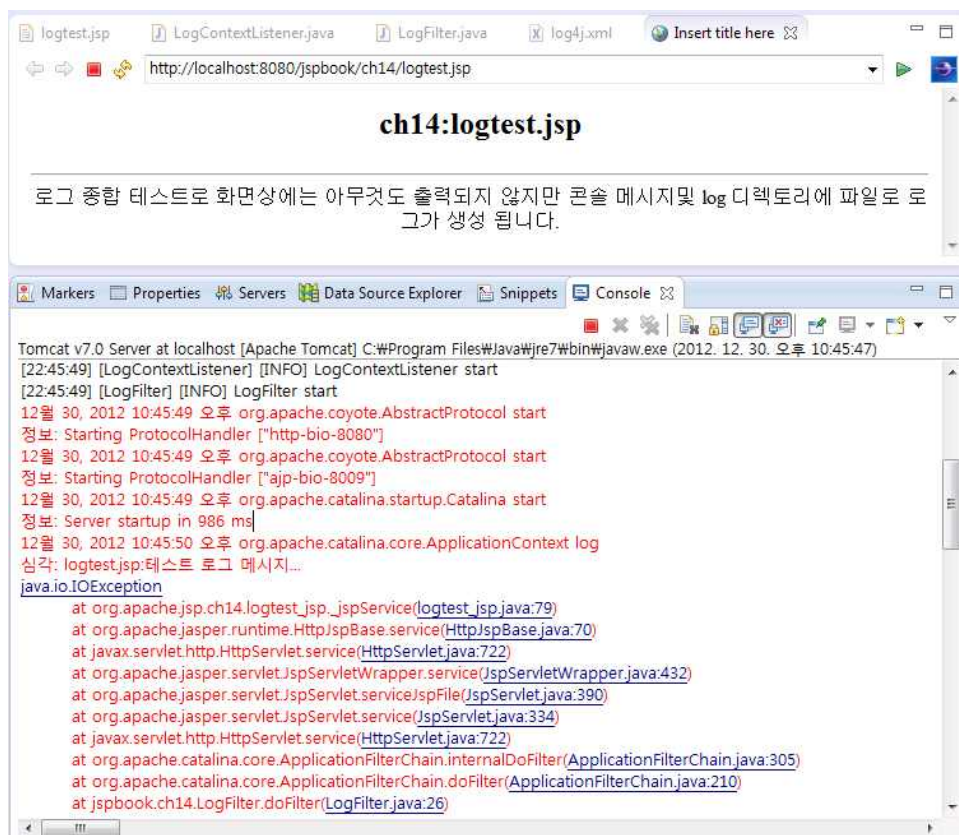 logtest.jsp LogContextListener.java LogFilter.java log4j.xml Insert title here
http://localhost:8080/jspbook/ch14/logtest.jsp
ch14:logtest.jsp
로그 종합 테스트로 화면상에는 아무것도 출력되지 않지만 콘솔 메시지및 log 디렉토리에 파일로 로
그가 생성 됩니다.
Markers Properties Servers Data Source Explorer Snippets Console
Tomcat v7.0 Server at localhost [Apache Tomcat] C:₩Program Files₩Java₩jre7₩bin₩javaw.exe (2012. 12. 30. 오후 10:45:47)
[22:45:49] [LogContextListener] [INFO] LogContextListener start
[22:45:49] [LogFilter] [INFO] LogFilter start
12월 30, 2012 10:45:49 오후 org.apache.coyote.AbstractProtocol start
정보: Starting ProtocolHandler ["http-bio-8080"]
12월 30, 2012 10:45:49 오후 org.apache.coyote.AbstractProtocol start
정보: Starting ProtocolHandler ["ajp-bio-8009"]
12월 30, 2012 10:45:49 오후 org.apache.catalina.startup.Catalina start
정보: Server startup in 986 ms
12월 30, 2012 10:45:50 오후 org.apache.catalina.core.ApplicationContext log
심각: logtest.jsp:테스트 로그 메시지...
java.io.IOException
at org.apache.jsp.ch14.logtest_jsp._jspService(logtest_jsp.java:79)
at org.apache.jasper.runtime.HttpJspBase.service(HttpJspBase.java:70)
at javax.servlet.http.HttpServlet.service(HttpServlet.java:722)
at org.apache.jasper.servlet.JspServletWrapper.service(JspServletWrapper.java:432)
at org.apache.jasper.servlet.JspServlet.serviceJspFile(JspServlet.java:390)
at org.apache.jasper.servlet.JspServlet.service(JspServlet.java:334)
at javax.servlet.http.HttpServlet.service(HttpServlet.java:722)
at org.apache.catalina.core.ApplicationFilterChain.internalDoFilter(ApplicationFilterChain.java:305)
at org.apache.catalina.core.ApplicationFilterChain.doFilter(ApplicationFilterChain.java:210)
at jspbook.ch14.LogFilter.doFilter(LogFilter.java:26)